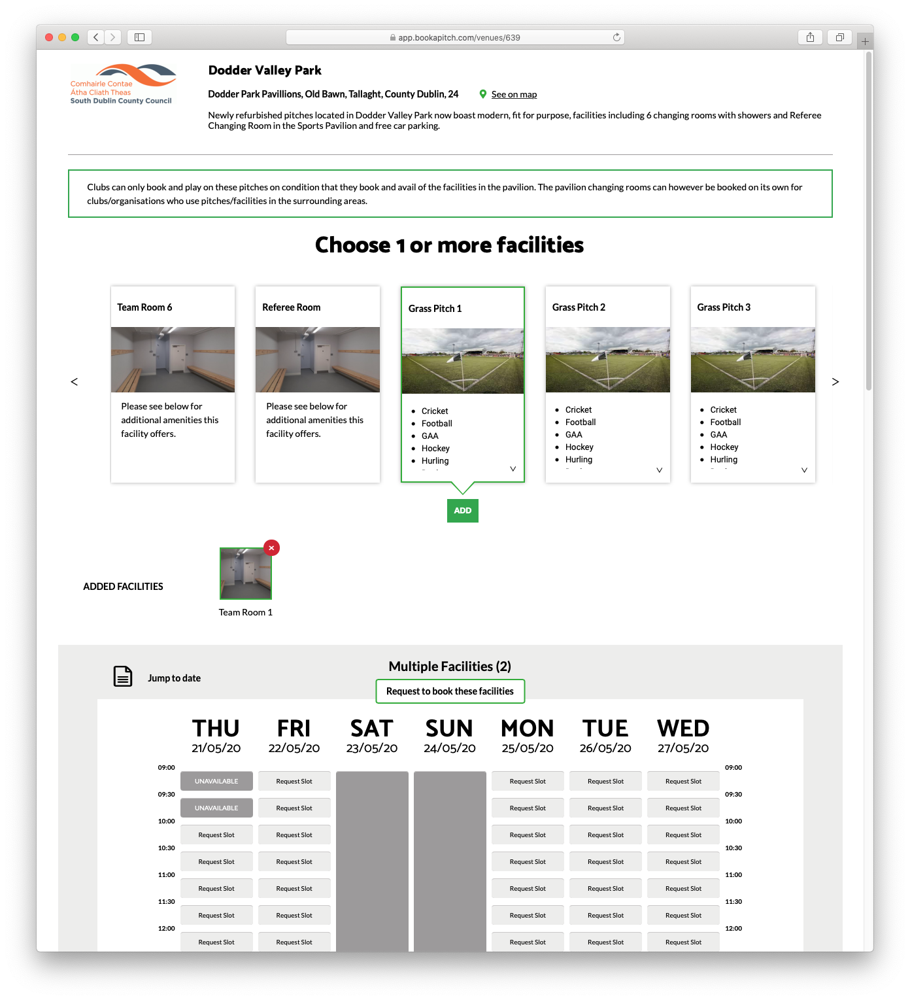 app.bookapitch.com/venues/639
Comhairle Contae
Átha Cliath Theas
South Dublin County Council
Dodder Valley Park
Dodder Park Pavillions, Old Bawn, Tallaght, County Dublin, 24
See on map
Newly refurbished pitches located in Dodder Valley Park now boast modern, fit for purpose, facilities including 6 changing rooms with showers and Referee
Changing Room in the Sports Pavilion and free car parking.
Clubs can only book and play on these pitches on condition that they book and avail of the facilities in the pavilion. The pavilion changing rooms can however be booked on its own for
clubs/organisations who use pitches/facilities in the surrounding areas.
Choose 1 or more facilities
Team Room 6
Please see below for
additional amenities this
facility offers.
Referee Room
Please see below for
additional amenities this
facility offers.
Grass Pitch 1
Cricket
Football
GAA
Hockey
Hurling
Grass Pitch 2
Cricket
Football
GAA
Hockey
Hurling
Grass Pitch 3
Cricket
Football
GAA
Hockey
Hurling
ADD
ADDED FACILITIES
Team Room 1
Multiple Facilities (2)
Jump to date
Request to book these facilities
THU FRI SAT SUN MON TUE WED
21/05/20 22/05/20 23/05/20 24/05/20 25/05/20 26/05/20 27/05/20
09:00 09:00
UNAVAILABLE Request Slot Request Slot Request Slot Request Slot
09:30 09:30
UNAVAILABLE Request Slot Request Slot Request Slot Request Slot
10:00 10:00
Request Slot Request Slot Request Slot Request Slot Request Slot
10:30 10:30
Request Slot Request Slot Request Slot Request Slot Request Slot
11:00 11:00
Request Slot Request Slot Request Slot Request Slot Request Slot
11:30 11:30
Request Slot Request Slot Request Slot Request Slot Request Slot
12:00 12:00
Request Slot Request Slot Request Slot Request Slot Request Slot